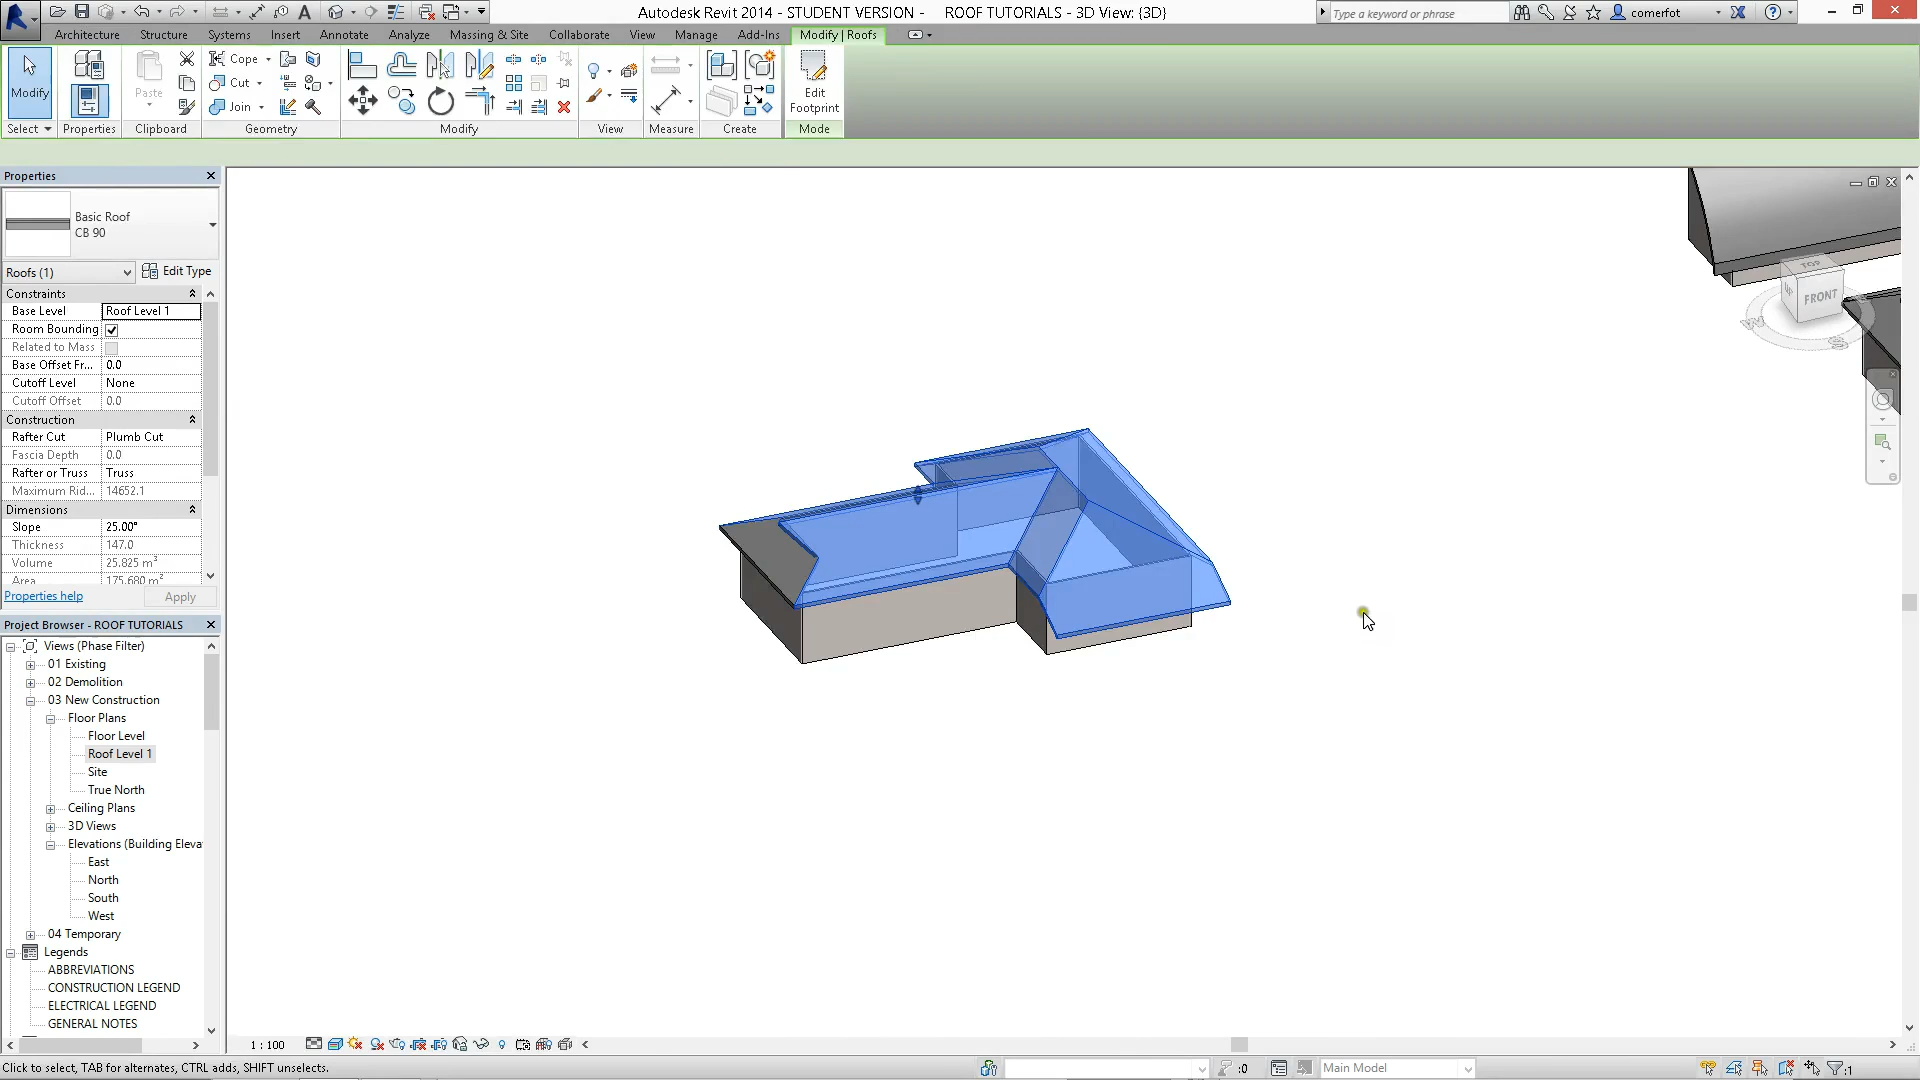 Autodesk Revit 2014 - STUDENT VERSION - ROOF TUTORIALS - 3D View: {3D}
Type a keyword or phrase
comerfot
Architecture Structure Systems Insert Annotate Analyze Massing & Site Collaborate View Manage Add-Ins Modify | Roofs
Modify
Paste
Cope
Cut
Join
Edit
Footprint
Select Properties Clipboard Geometry Modify View Measure Create Mode
Properties
Basic Roof
CB 90
Roofs (1) Edit Type
Constraints
Base Level Roof Level 1
Room Bounding
Related to Mass
Base Offset Fr... 0.0
Cutoff Level None
Cutoff Offset 0.0
Construction
Rafter Cut Plumb Cut
Fascia Depth 0.0
Rafter or Truss Truss
Maximum Rid... 14652.1
Dimensions
Slope 25.00°
Thickness 147.0
Volume 25.825 m³
Area 175.680 m²
Properties help Apply
TOP
FRONT
W
S
Project Browser - ROOF TUTORIALS
Views (Phase Filter)
01 Existing
02 Demolition
03 New Construction
Floor Plans
Floor Level
Roof Level 1
Site
True North
Ceiling Plans
3D Views
Elevations (Building Eleva
East
North
South
West
04 Temporary
Legends
ABBREVIATIONS
CONSTRUCTION LEGEND
ELECTRICAL LEGEND
GENERAL NOTES
1 : 100
Click to select, TAB for alternates, CTRL adds, SHIFT unselects.
:0
Main Model
:1